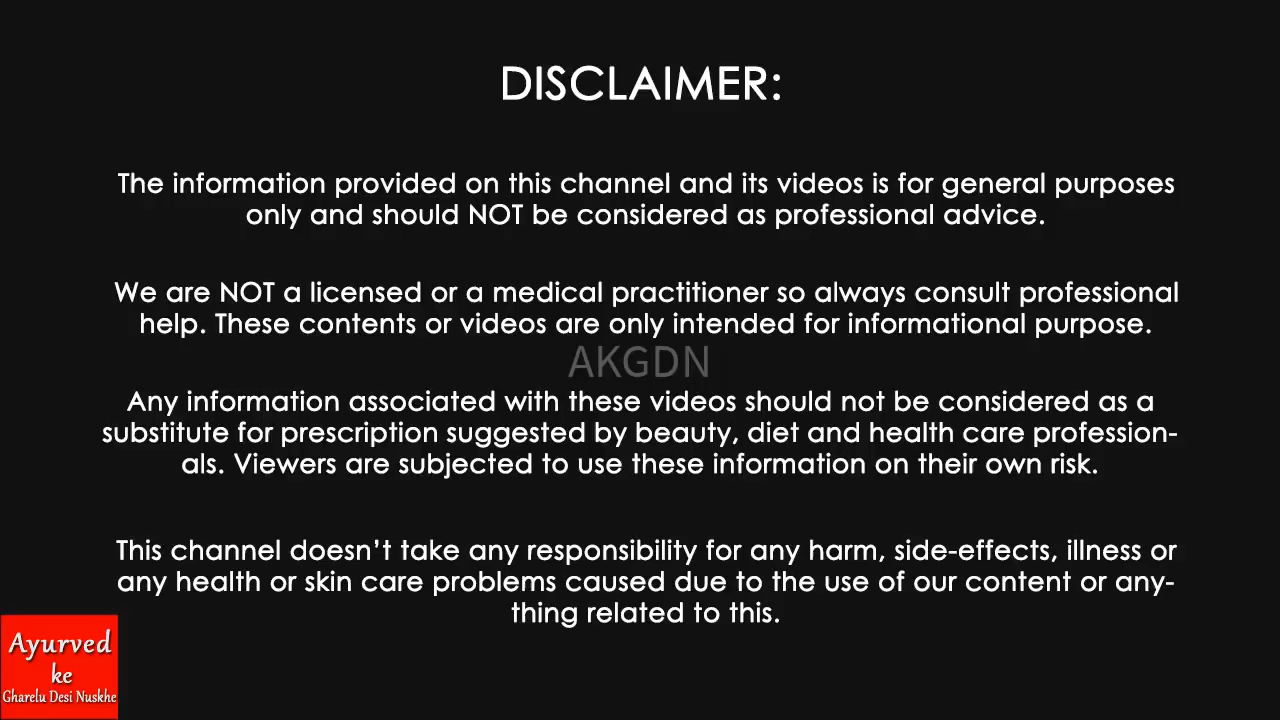 DISCLAIMER:
The information provided on this channel and its videos is for general purposes
only and should NOT be considered as professional advice.
We are NOT a licensed or a medical practitioner so always consult professional
help. These contents or videos are only intended for informational purpose.
AKGDN
Any information associated with these videos should not be considered as a
substitute for prescription suggested by beauty, diet and health care profession-
als. Viewers are subjected to use these information on their own risk.
This channel doesn’t take any responsibility for any harm, side-effects, illness or
any health or skin care problems caused due to the use of our content or any-
thing related to this.
Ayurved
ke
Gharelu Desi Nuskhe